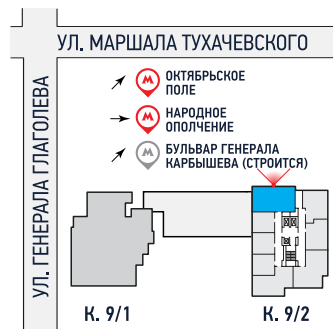 УЛ. МАРШАЛА ТУХАЧЕВСКОГО
УЛ. ГЕНЕРАЛА ГЛАГОЛЕВА
М ОКТЯБРЬСКОЕ
ПОЛЕ
М НАРОДНОЕ
ОПОЛЧЕНИЕ
М БУЛЬВАР ГЕНЕРАЛА
КАРБЫШЕВА (СТРОИТСЯ)
К. 9/1
К. 9/2